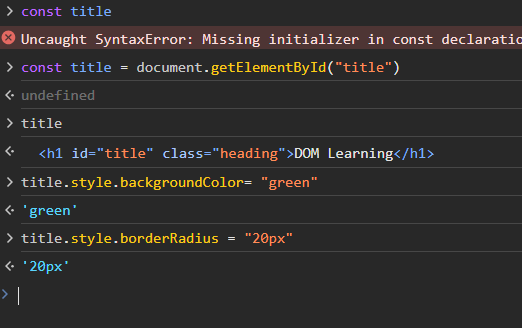 const title
Uncaught SyntaxError: Missing initializer in const declaratio
const title = document.getElementById("title")
undefined
title
<h1 id="title" class="heading">DOM Learning</h1>
title.style.backgroundColor= "green"
'green'
title.style.borderRadius = "20px"
'20px'